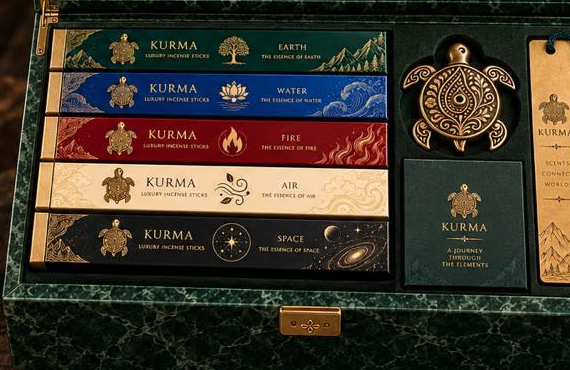 KURMA
LUXURY INCENSE STICKS
EARTH
THE ESSENCE OF EARTH
KURMA
LUXURY INCENSE STICKS
WATER
THE ESSENCE OF WATER
KURMA
LUXURY INCENSE STICKS
FIRE
THE ESSENCE OF FIRE
KURMA
LUXURY INCENSE STICKS
AIR
THE ESSENCE OF AIR
KURMA
LUXURY INCENSE STICKS
SPACE
THE ESSENCE OF SPACE
KURMA
A JOURNEY
THROUGH
THE ELEMENTS
KURMA
SCENTS